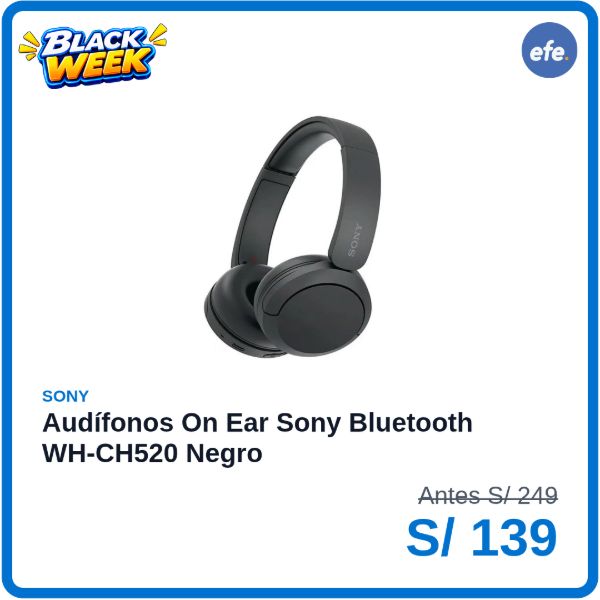 BLACK
WEEK
efe.
SONY
SONY
Audífonos On Ear Sony Bluetooth
WH-CH520 Negro
Antes S/ 249
S/ 139